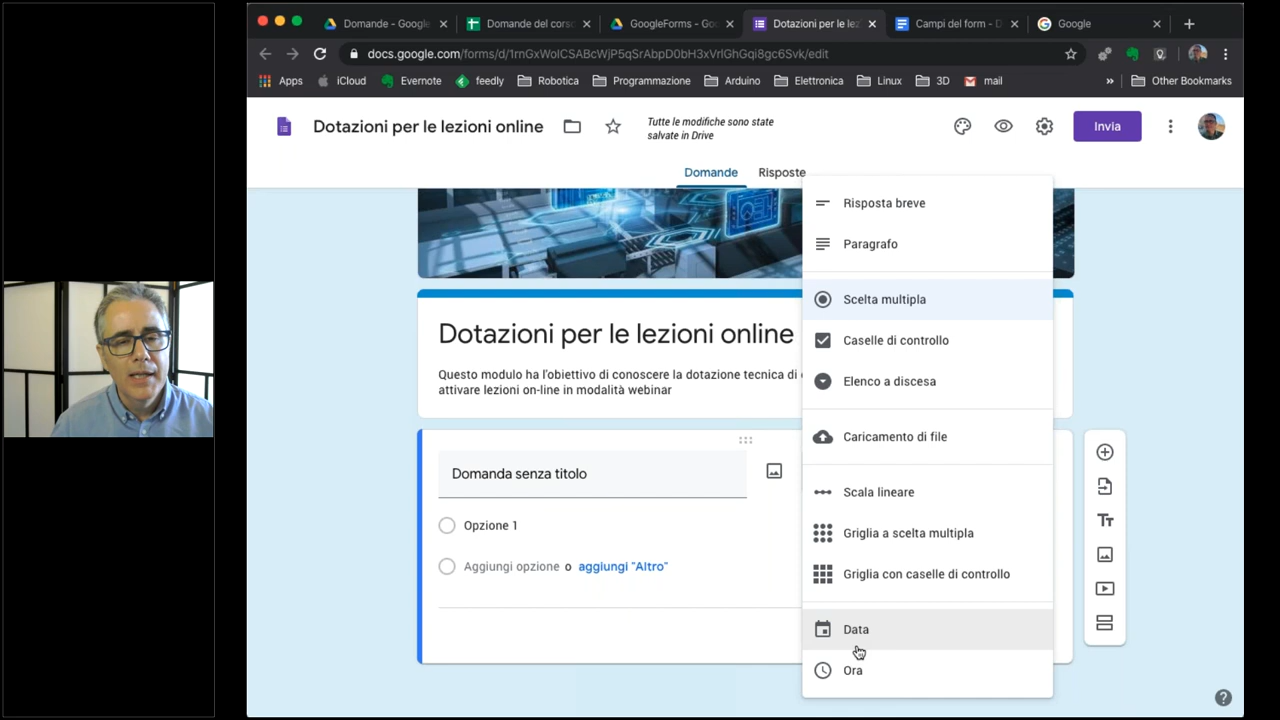 Domande - Google
Domande del cors
GoogleForms - Goo
Dotazioni per le lez
Campi del form - D
Google
docs.google.com/forms/d/1rnGxWoICSABcWjP5qSrAbpD0bH3xVrlGhGqi8gc6Svk/edit
Apps
iCloud
Evernote
feedly
Robotica
Programmazione
Arduino
Elettronica
Linux
3D
mail
»
Other Bookmarks
Dotazioni per le lezioni online
Tutte le modifiche sono state
salvate in Drive
Invia
Domande
Risposte
Risposta breve
Paragrafo
Scelta multipla
Caselle di controllo
Elenco a discesa
Caricamento di file
Scala lineare
Griglia a scelta multipla
Griglia con caselle di controllo
Data
Ora
Dotazioni per le lezioni online
Questo modulo ha l'obiettivo di conoscere la dotazione tecnica di
attivare lezioni on-line in modalità webinar
Domanda senza titolo
Opzione 1
Aggiungi opzione o aggiungi "Altro"
Tт
?